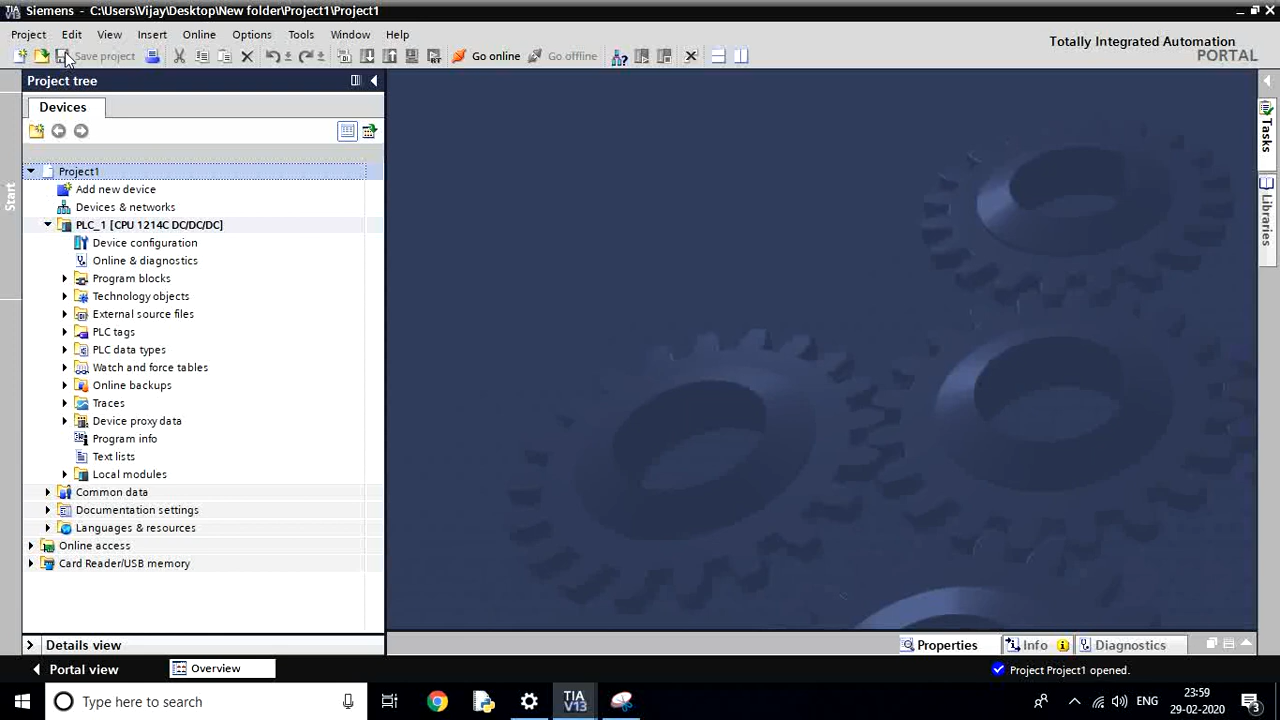 Siemens - C:\Users\Vijay\Desktop\New folder\Project1\Project1
Project Edit View Insert Online Options Tools Window Help
Totally Integrated Automation
PORTAL
Save project Go online Go offline
Project tree
Devices
Start
Project1
Add new device
Devices & networks
PLC_1 [CPU 1214C DC/DC/DC]
Device configuration
Online & diagnostics
Program blocks
Technology objects
External source files
PLC tags
PLC data types
Watch and force tables
Online backups
Traces
Device proxy data
Program info
Text lists
Local modules
Common data
Documentation settings
Languages & resources
Online access
Card Reader/USB memory
Tasks
Libraries
Details view
Properties Info Diagnostics
Portal view Overview
Project Project1 opened.
Type here to search
TIA
V13
ENG
23:59
29-02-2020
3